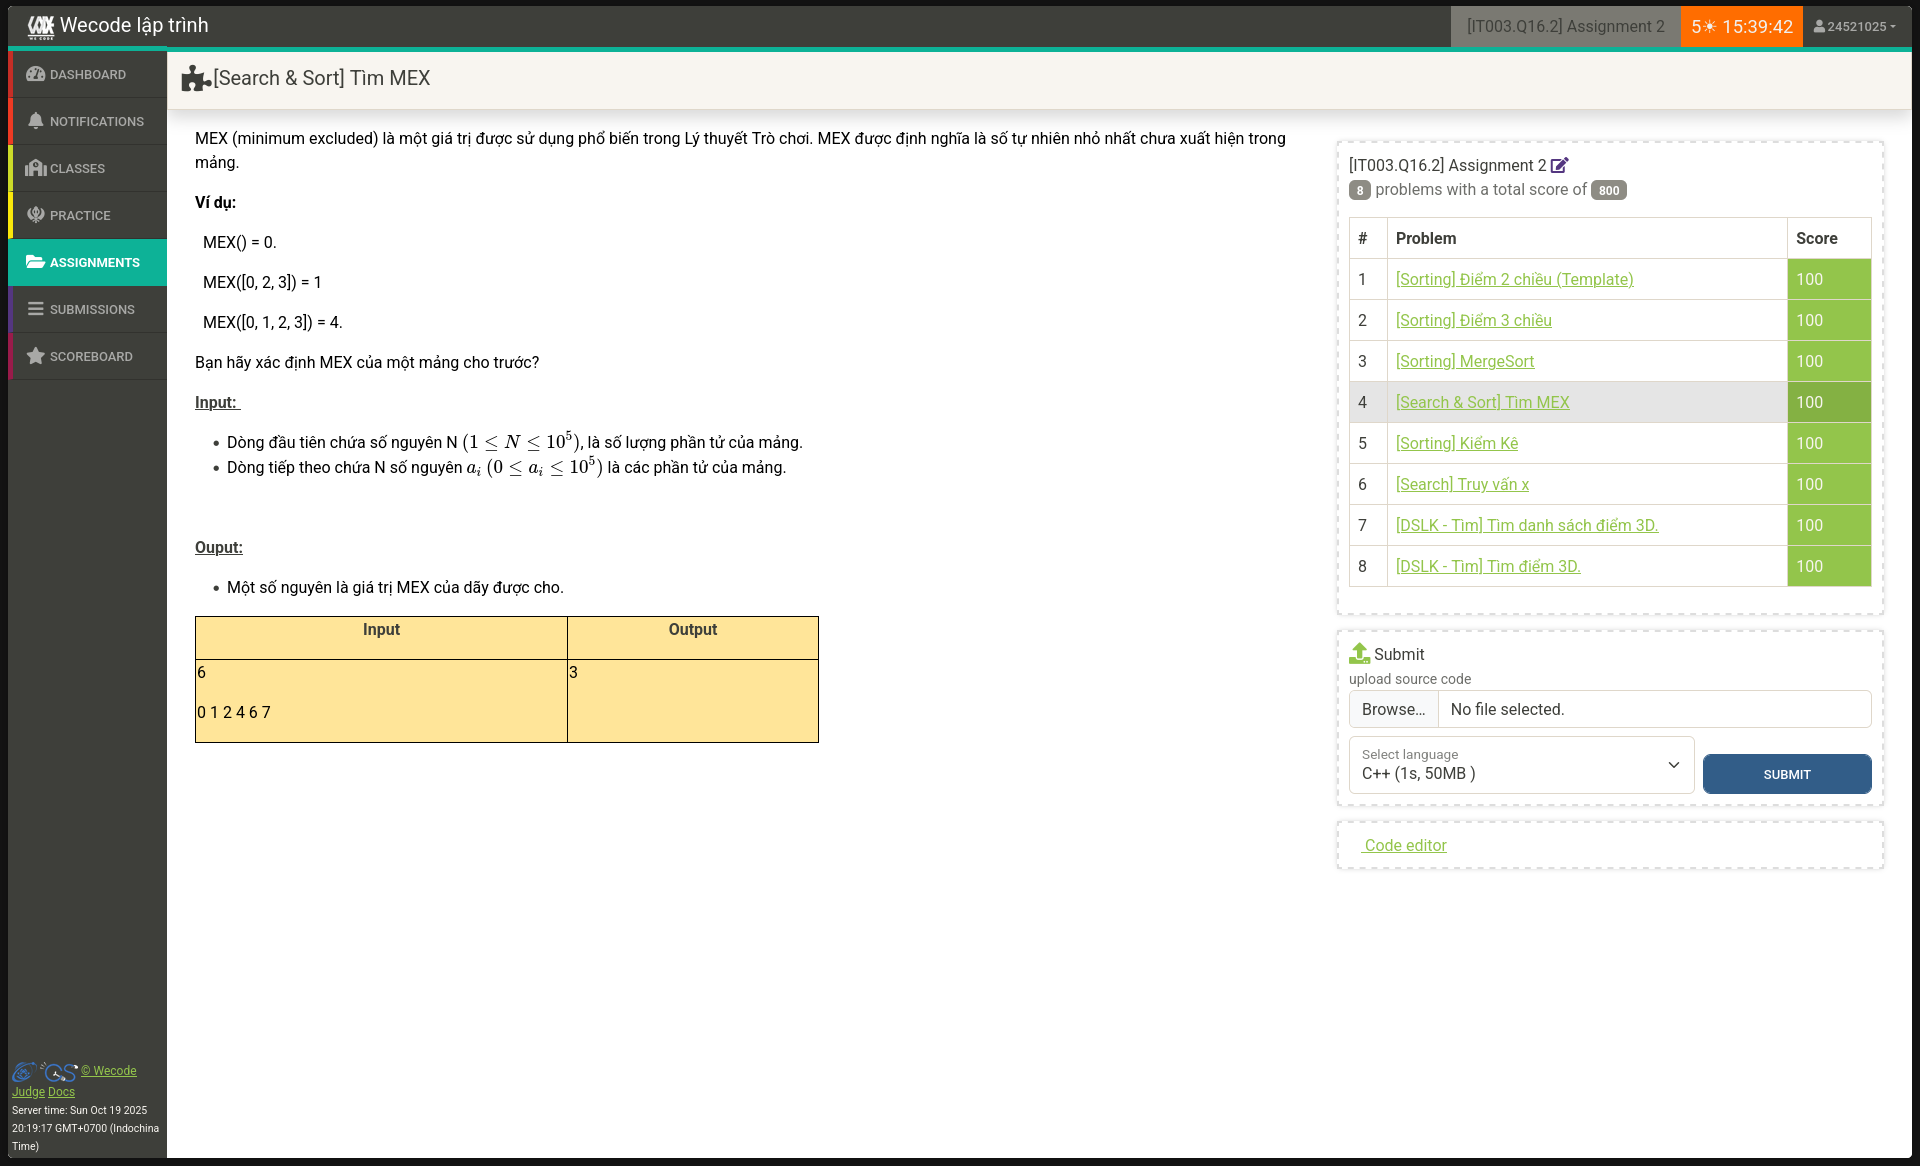 Wecode lập trình
[IT003.Q16.2] Assignment 2
5☀ 15:39:42
24521025
DASHBOARD
NOTIFICATIONS
CLASSES
PRACTICE
ASSIGNMENTS
SUBMISSIONS
SCOREBOARD
© Wecode
Judge Docs
Server time: Sun Oct 19 2025
20:19:17 GMT+0700 (Indochina
Time)
[Search & Sort] Tìm MEX
MEX (minimum excluded) là một giá trị được sử dụng phổ biến trong Lý thuyết Trò chơi. MEX được định nghĩa là số tự nhiên nhỏ nhất chưa xuất hiện trong
mảng.
Ví dụ:
MEX() = 0.
MEX([0, 2, 3]) = 1
MEX([0, 1, 2, 3]) = 4.
Bạn hãy xác định MEX của một mảng cho trước?
Input:
• Dòng đầu tiên chứa số nguyên N (1 ≤ N ≤ 10⁵), là số lượng phần tử của mảng.
• Dòng tiếp theo chứa N số nguyên aᵢ (0 ≤ aᵢ ≤ 10⁵) là các phần tử của mảng.
Ouput:
• Một số nguyên là giá trị MEX của dãy được cho.
Input Output
6 3
0 1 2 4 6 7
[IT003.Q16.2] Assignment 2
8 problems with a total score of 800
# Problem Score
1 [Sorting] Điểm 2 chiều (Template) 100
2 [Sorting] Điểm 3 chiều 100
3 [Sorting] MergeSort 100
4 [Search & Sort] Tìm MEX 100
5 [Sorting] Kiểm Kê 100
6 [Search] Truy vấn x 100
7 [DSLK - Tìm] Tìm danh sách điểm 3D. 100
8 [DSLK - Tìm] Tìm điểm 3D. 100
Submit
upload source code
Browse... No file selected.
Select language
C++ (1s, 50MB )
SUBMIT
Code editor